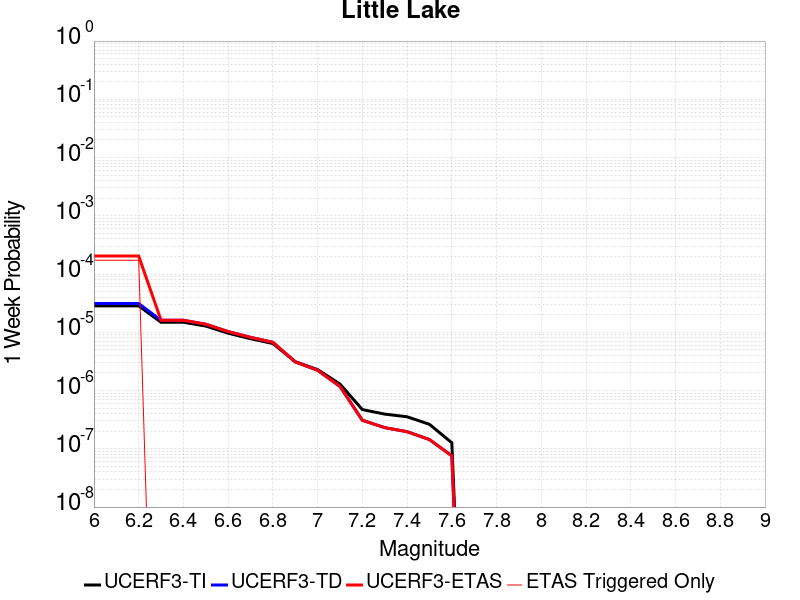 Little Lake
10 0
10 -1
10 -2
10 -3
10 -4
10 -5
10 -6
10 -7
10 -8
1 Week Probability
6 6.2 6.4 6.6 6.8 7 7.2 7.4 7.6 7.8 8 8.2 8.4 8.6 8.8 9
Magnitude
UCERF3-TI UCERF3-TD UCERF3-ETAS ETAS Triggered Only